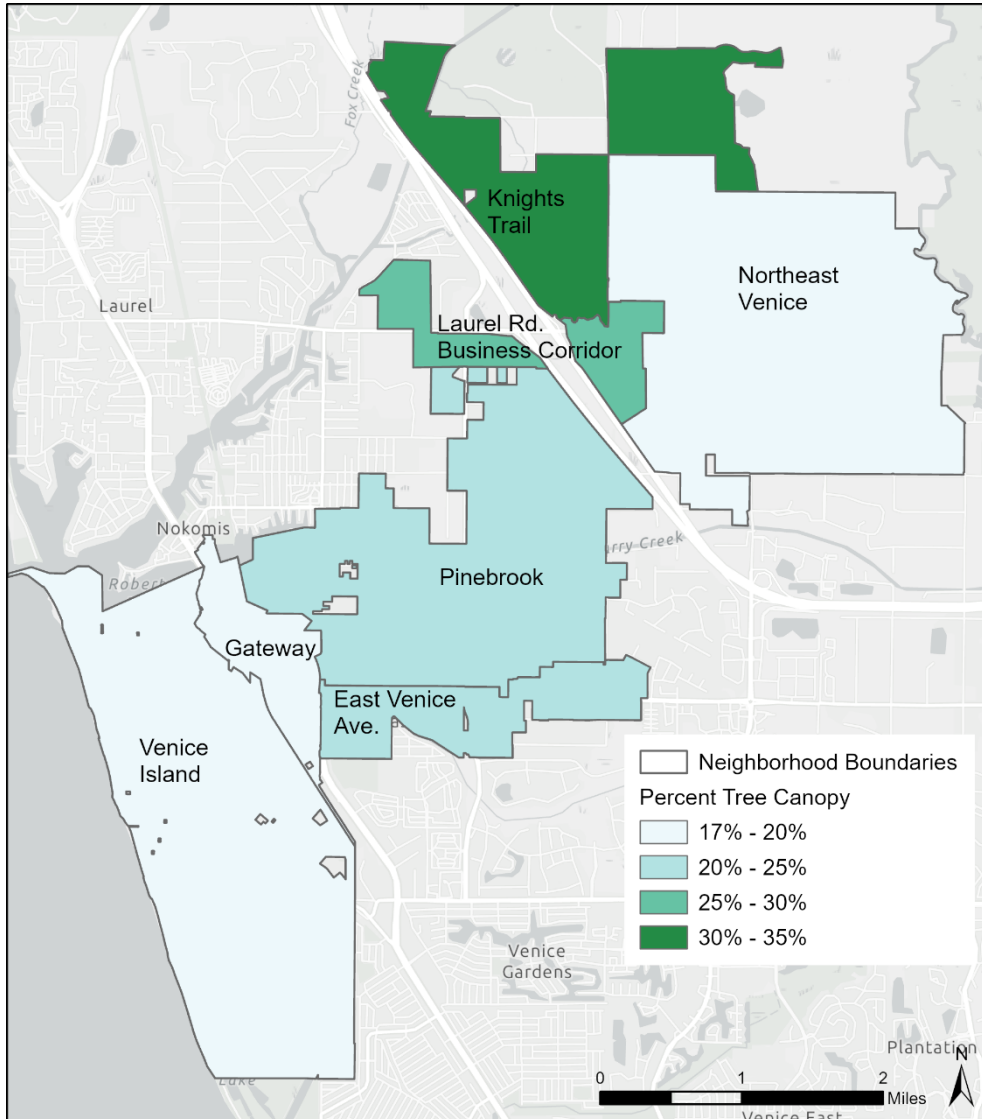 Fox Creek
Knights
Trail
Northeast
Venice
Laurel
Laurel Rd.
Business Corridor
Nokomis
Pinebrook
Gateway
East Venice
Ave.
Venice
Island
Neighborhood Boundaries
Percent Tree Canopy
17% - 20%
20% - 25%
25% - 30%
30% - 35%
Venice
Gardens
Plantation
N
0 1 2
Miles
Lake
Venice East